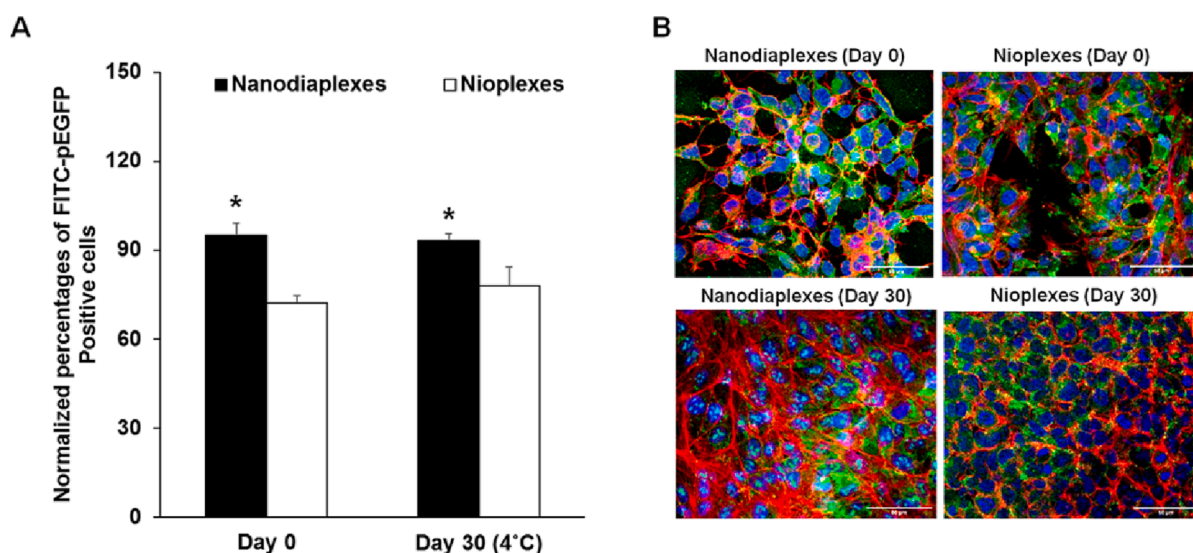 A
Normalized percentages of FITC-pEGFP
Positive cells
150
120
90
60
30
0
Nanodiaplexes
Nioplexes
*
*
Day 0
Day 30 (4°C)
B
Nanodiaplexes (Day 0)
Nioplexes (Day 0)
Nanodiaplexes (Day 30)
Nioplexes (Day 30)